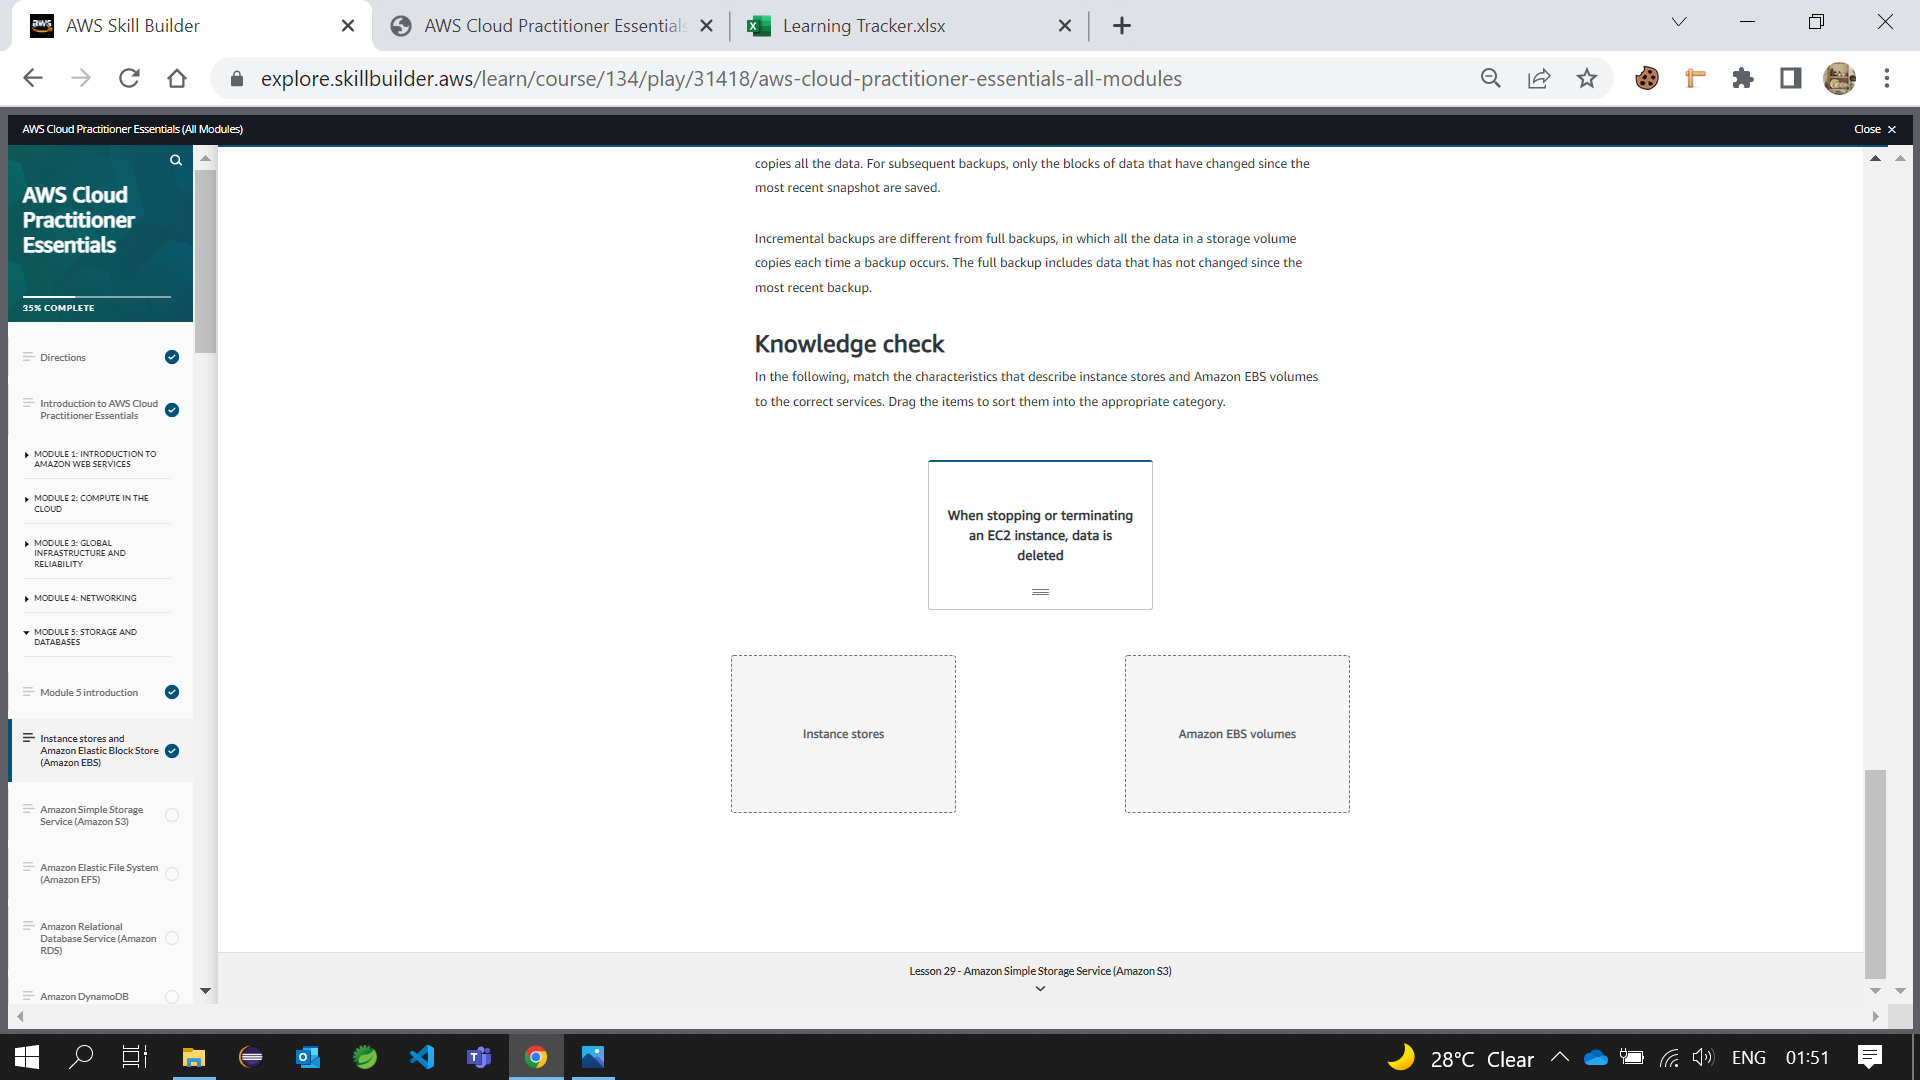 aws
AWS Skill Builder
AWS Cloud Practitioner Essentials
Learning Tracker.xlsx
explore.skillbuilder.aws/learn/course/134/play/31418/aws-cloud-practitioner-essentials-all-modules
AWS Cloud Practitioner Essentials (All Modules)
Close
AWS Cloud
Practitioner
Essentials
35% COMPLETE
Directions
Introduction to AWS Cloud
Practitioner Essentials
MODULE 1: INTRODUCTION TO
AMAZON WEB SERVICES
MODULE 2: COMPUTE IN THE
CLOUD
MODULE 3: GLOBAL
INFRASTRUCTURE AND
RELIABILITY
MODULE 4: NETWORKING
MODULE 5: STORAGE AND
DATABASES
Module 5 introduction
Instance stores and
Amazon Elastic Block Store
(Amazon EBS)
Amazon Simple Storage
Service (Amazon S3)
Amazon Elastic File System
(Amazon EFS)
Amazon Relational
Database Service (Amazon
RDS)
Amazon DynamoDB
copies all the data. For subsequent backups, only the blocks of data that have changed since the
most recent snapshot are saved.
Incremental backups are different from full backups, in which all the data in a storage volume
copies each time a backup occurs. The full backup includes data that has not changed since the
most recent backup.
Knowledge check
In the following, match the characteristics that describe instance stores and Amazon EBS volumes
to the correct services. Drag the items to sort them into the appropriate category.
When stopping or terminating
an EC2 instance, data is
deleted
Instance stores
Amazon EBS volumes
Lesson 29 - Amazon Simple Storage Service (Amazon S3)
28°C Clear
ENG
01:51